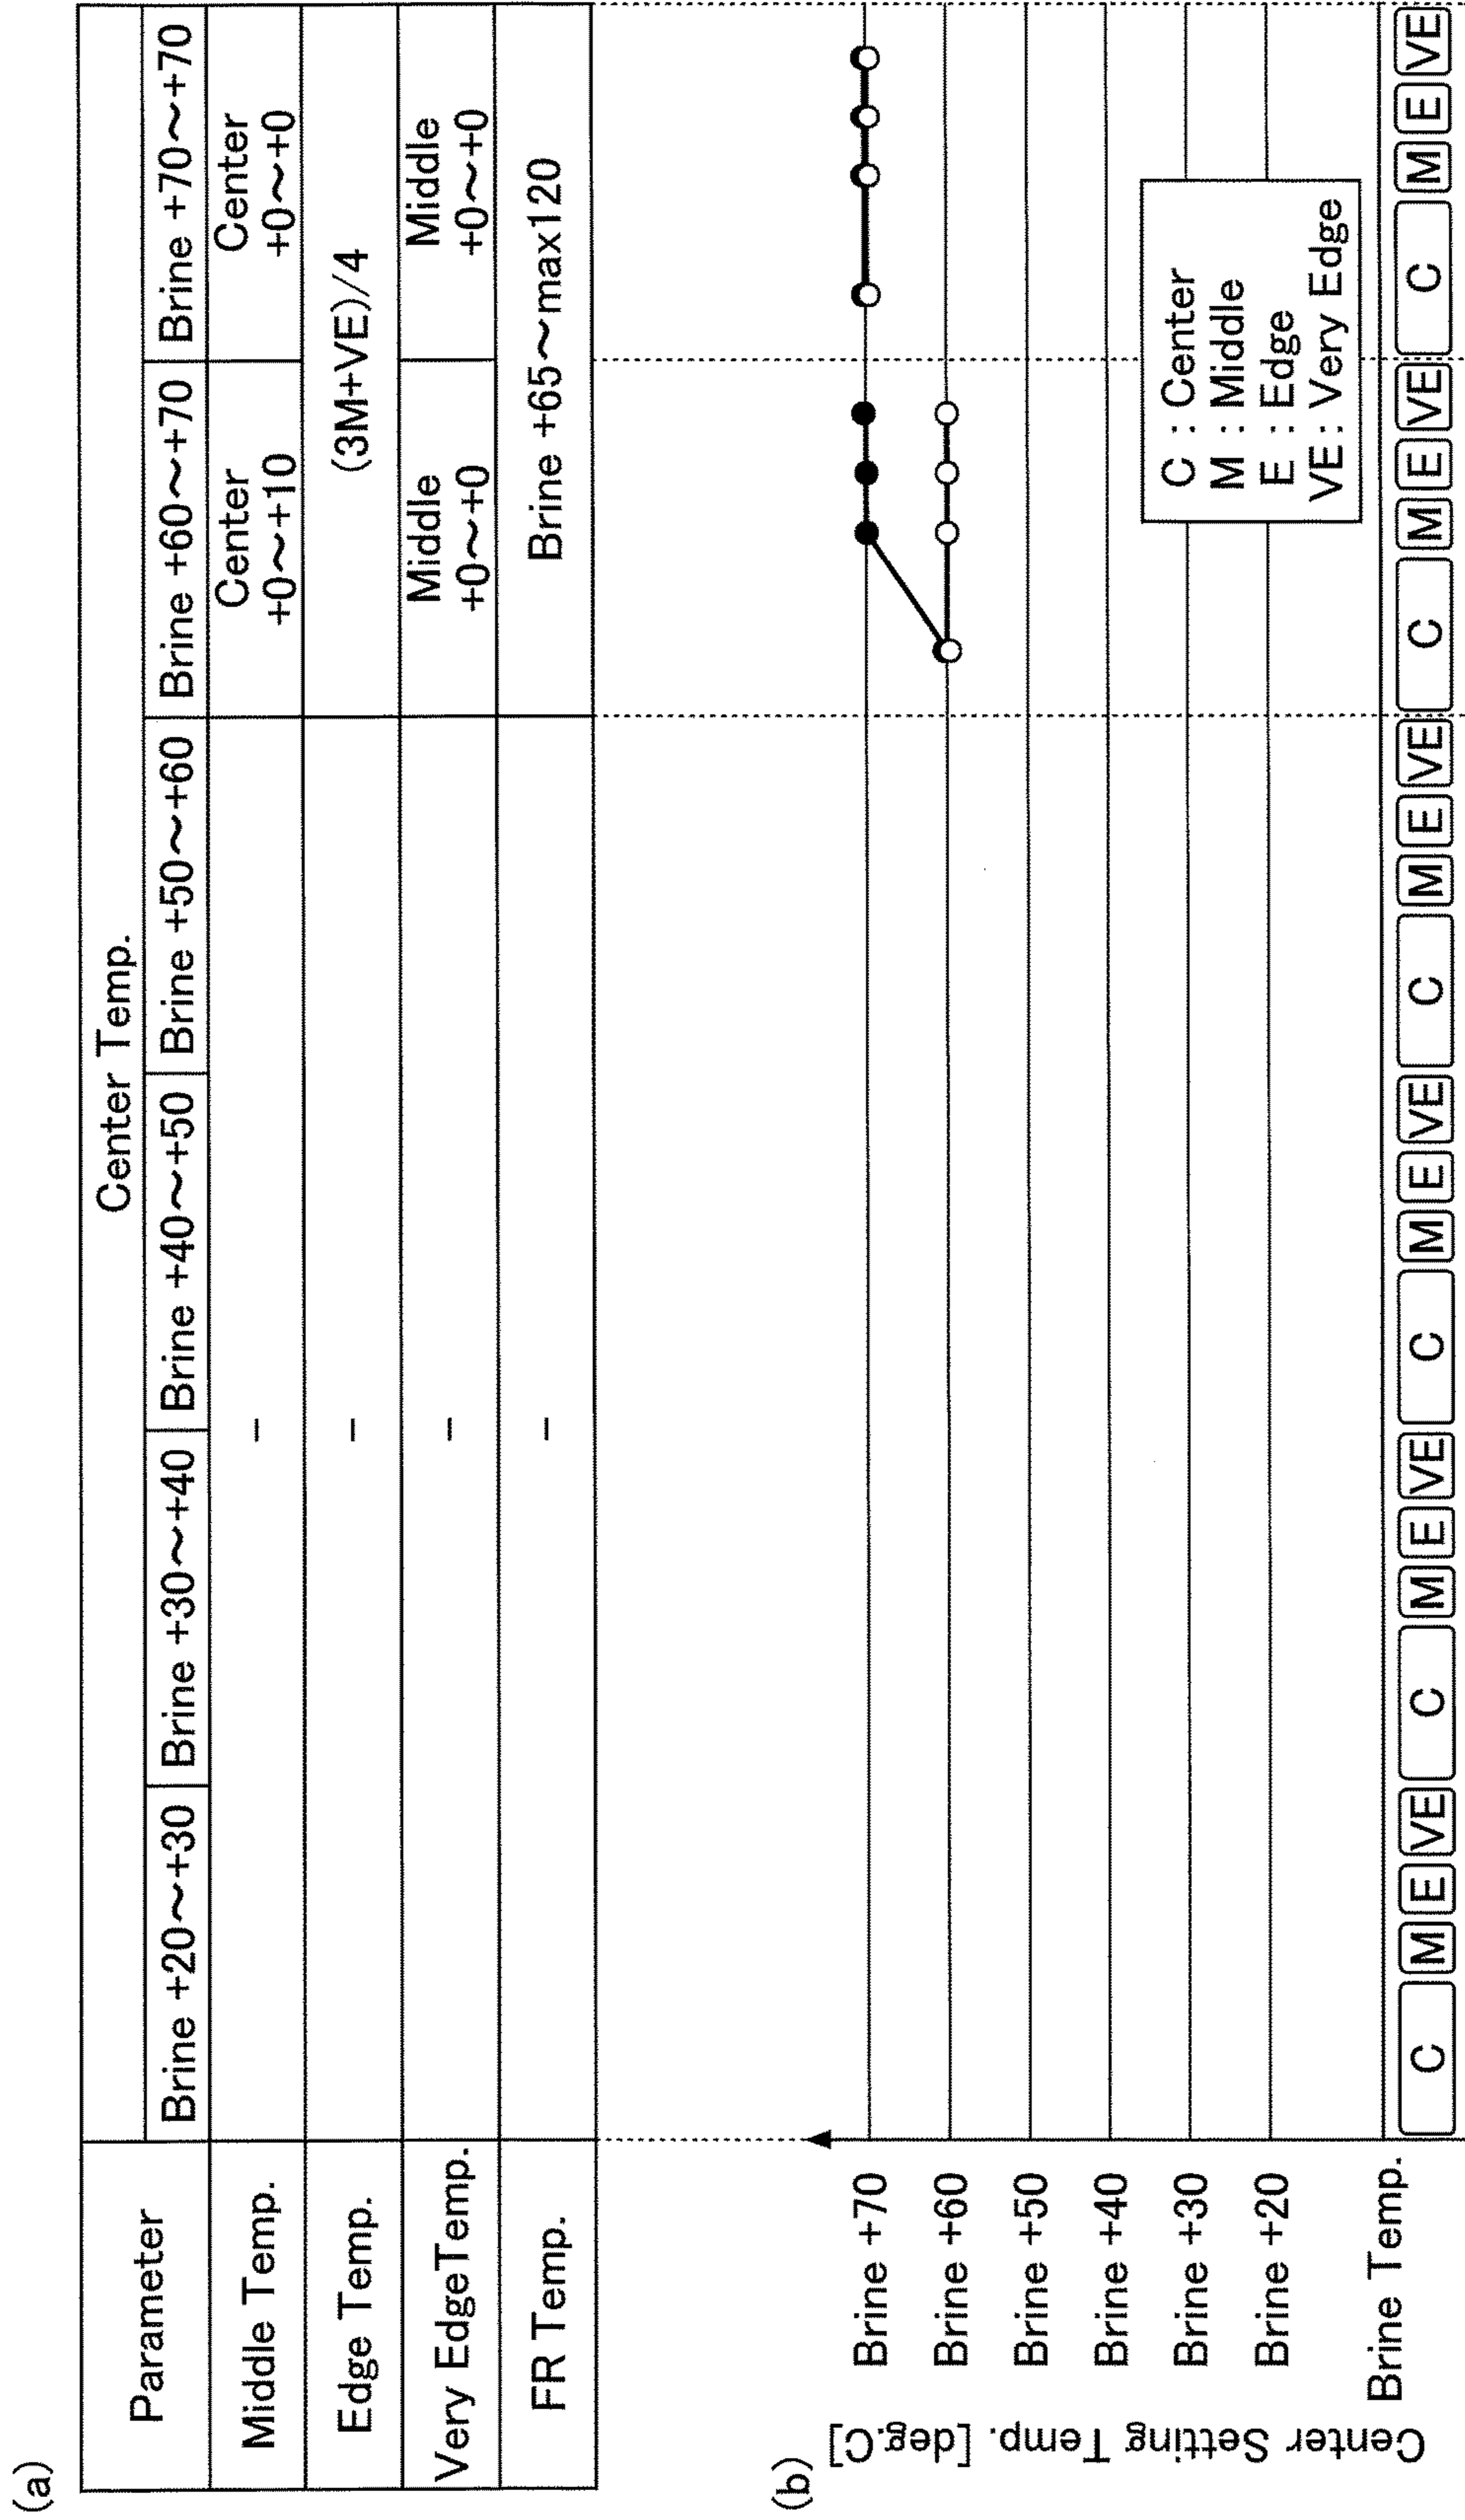 (a)
Parameter
Center Temp.
Brine +20～+30
Brine +30～+40
Brine +40～+50
Brine +50～+60
Brine +60～+70
Brine +70～+70
Middle Temp.
-
Center
+0～+10
Center
+0～+0
Edge Temp.
-
(3M+VE)/4
Very EdgeTemp.
-
Middle
+0～+0
Middle
+0～+0
FR Temp.
-
Brine +65～max120
(b)
Center Setting Temp. [deg.C]
Brine +70
Brine +60
Brine +50
Brine +40
Brine +30
Brine +20
Brine Temp.
C : Center
M : Middle
E : Edge
VE : Very Edge
C M E VE C M E VE C M E VE C M E VE C M E VE C M E VE